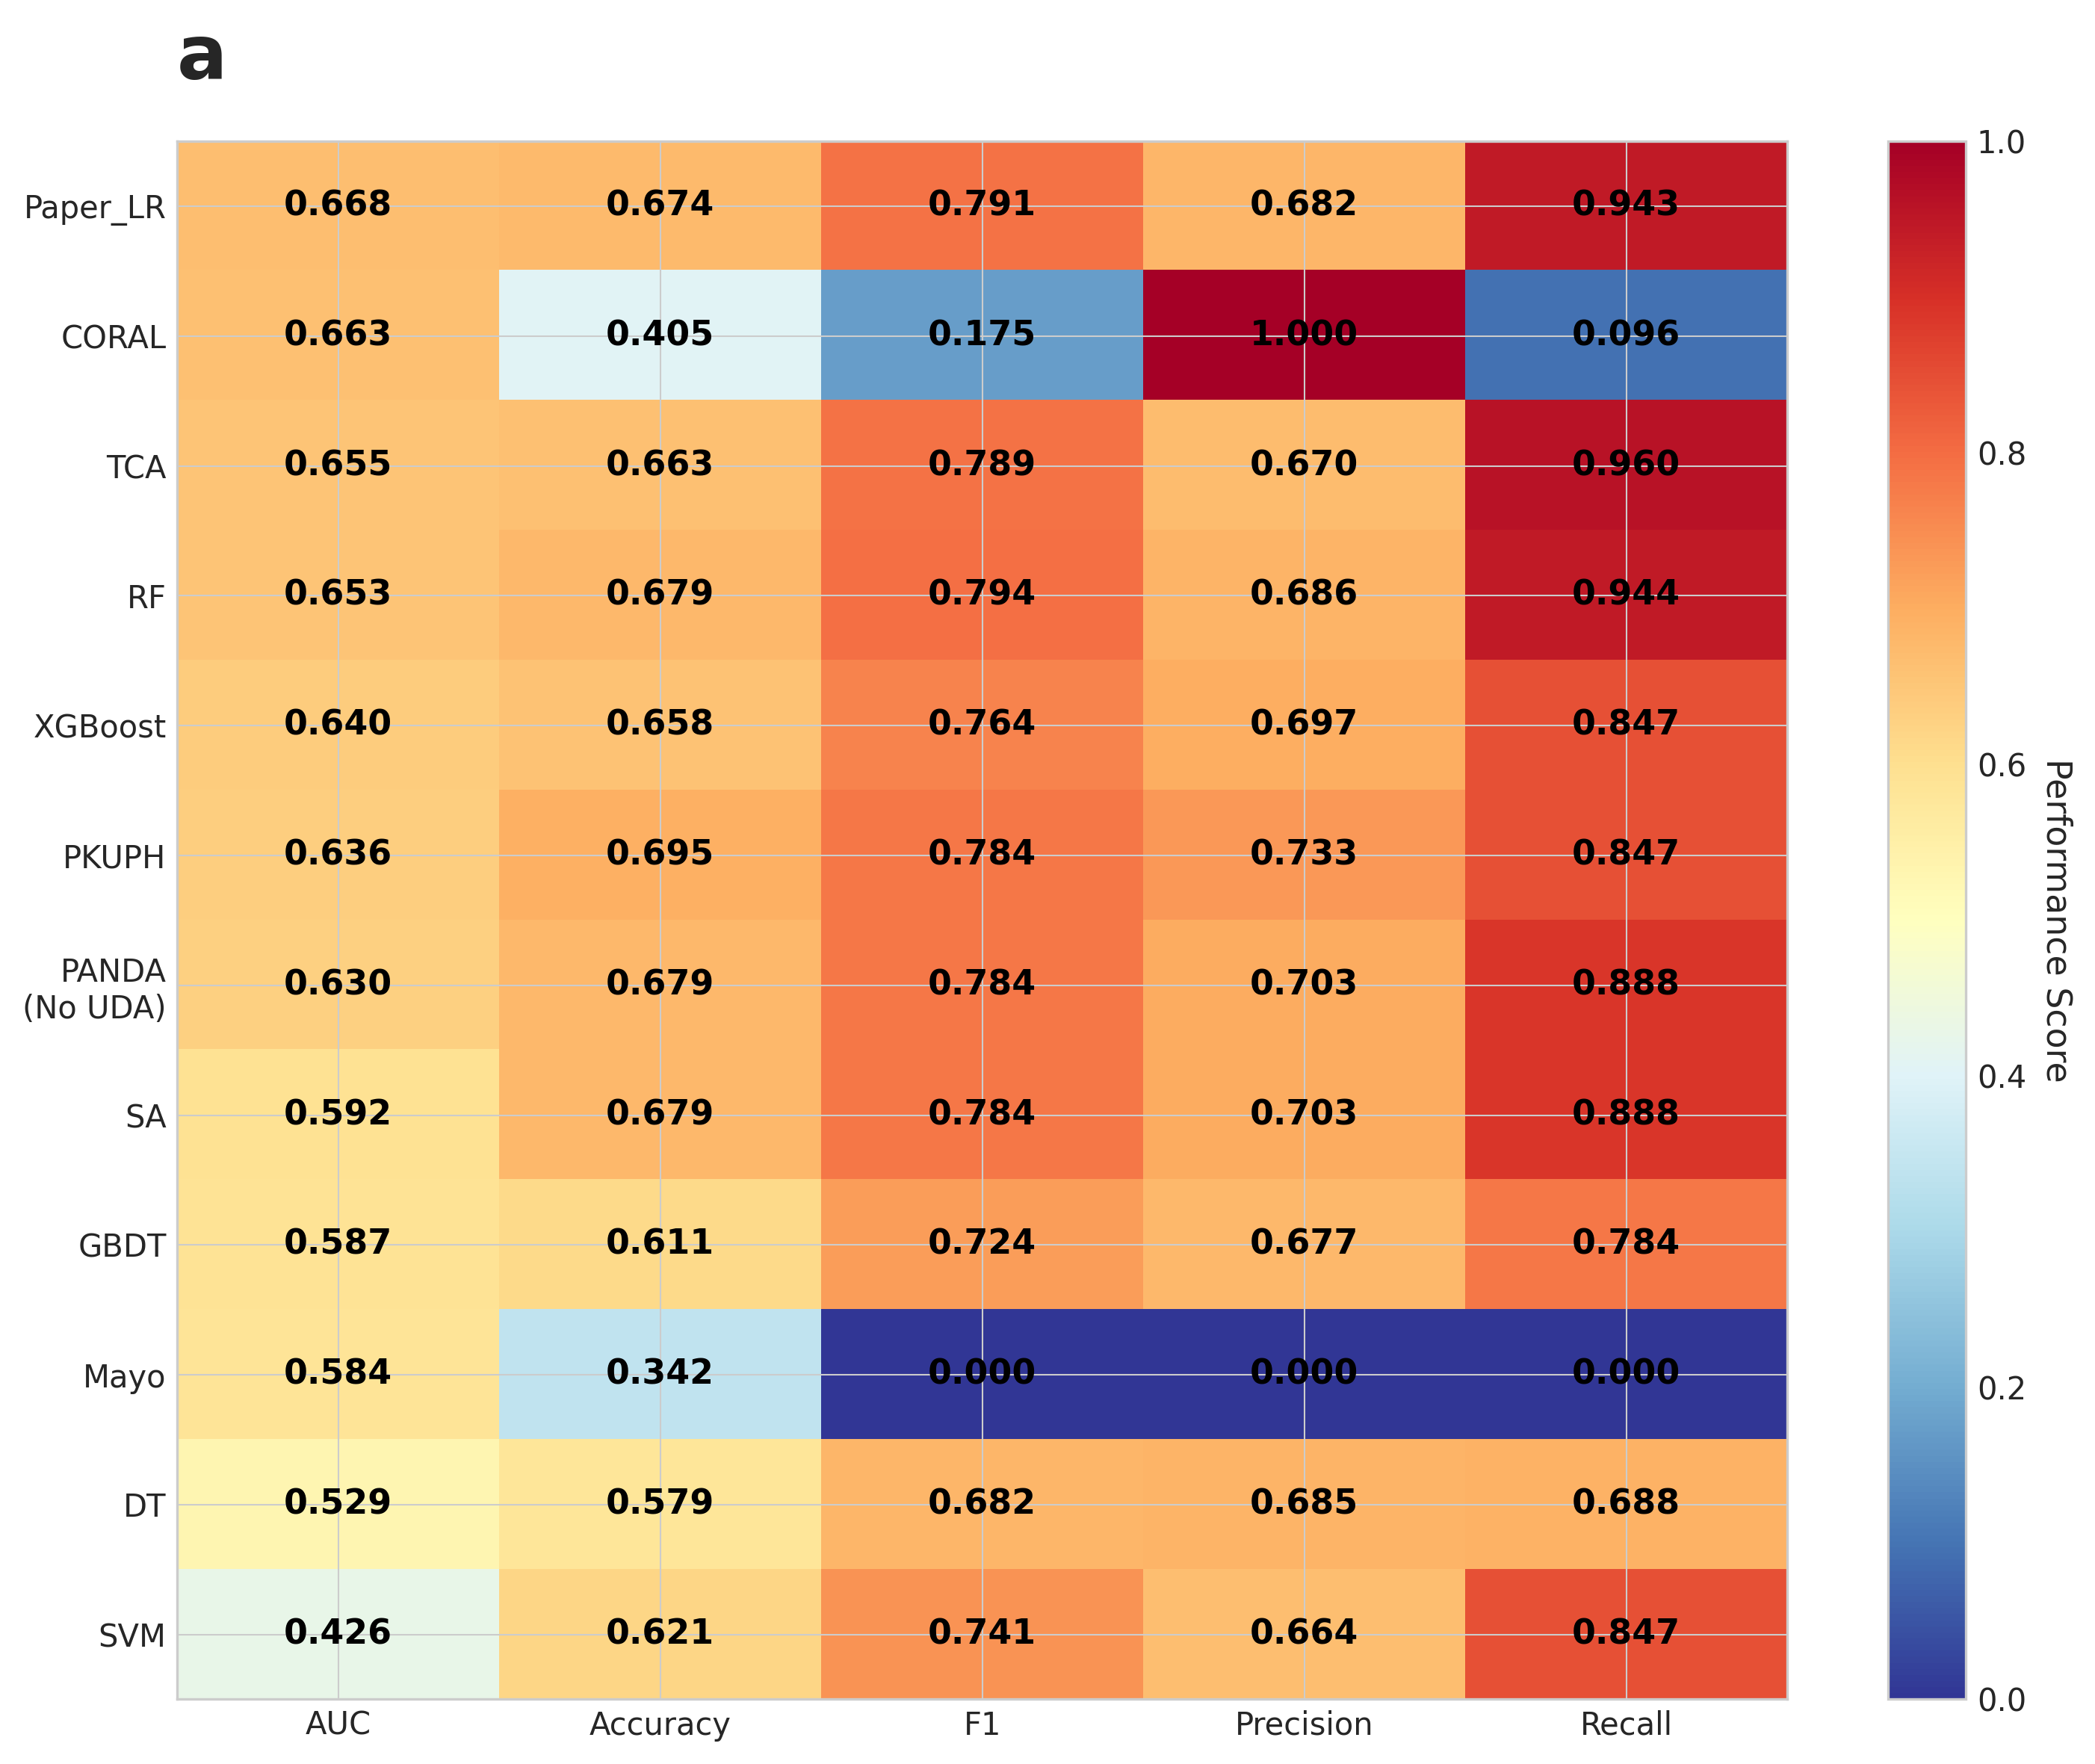 a
Paper_LR 0.668 0.674 0.791 0.682 0.943
CORAL 0.663 0.405 0.175 1.000 0.096
TCA 0.655 0.663 0.789 0.670 0.960
RF 0.653 0.679 0.794 0.686 0.944
XGBoost 0.640 0.658 0.764 0.697 0.847
PKUPH 0.636 0.695 0.784 0.733 0.847
PANDA
(No UDA) 0.630 0.679 0.784 0.703 0.888
SA 0.592 0.679 0.784 0.703 0.888
GBDT 0.587 0.611 0.724 0.677 0.784
Mayo 0.584 0.342 0.000 0.000 0.000
DT 0.529 0.579 0.682 0.685 0.688
SVM 0.426 0.621 0.741 0.664 0.847
AUC Accuracy F1 Precision Recall
1.0
0.8
0.6
0.4
0.2
0.0
Performance Score